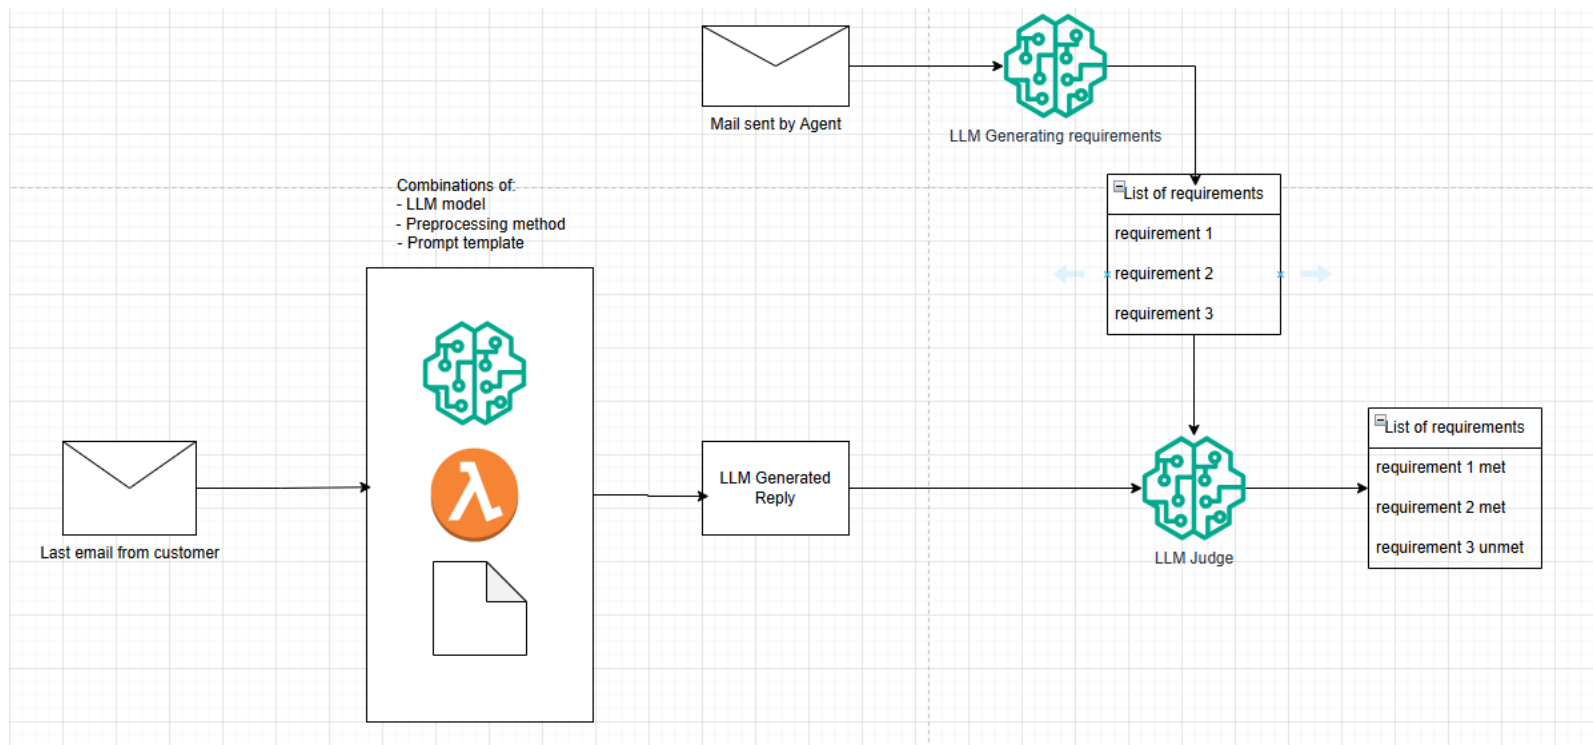 Mail sent by Agent
LLM Generating requirements
Combinations of:
- LLM model
- Preprocessing method
- Prompt template
List of requirements
requirement 1
requirement 2
requirement 3
Last email from customer
LLM Generated
Reply
LLM Judge
List of requirements
requirement 1 met
requirement 2 met
requirement 3 unmet